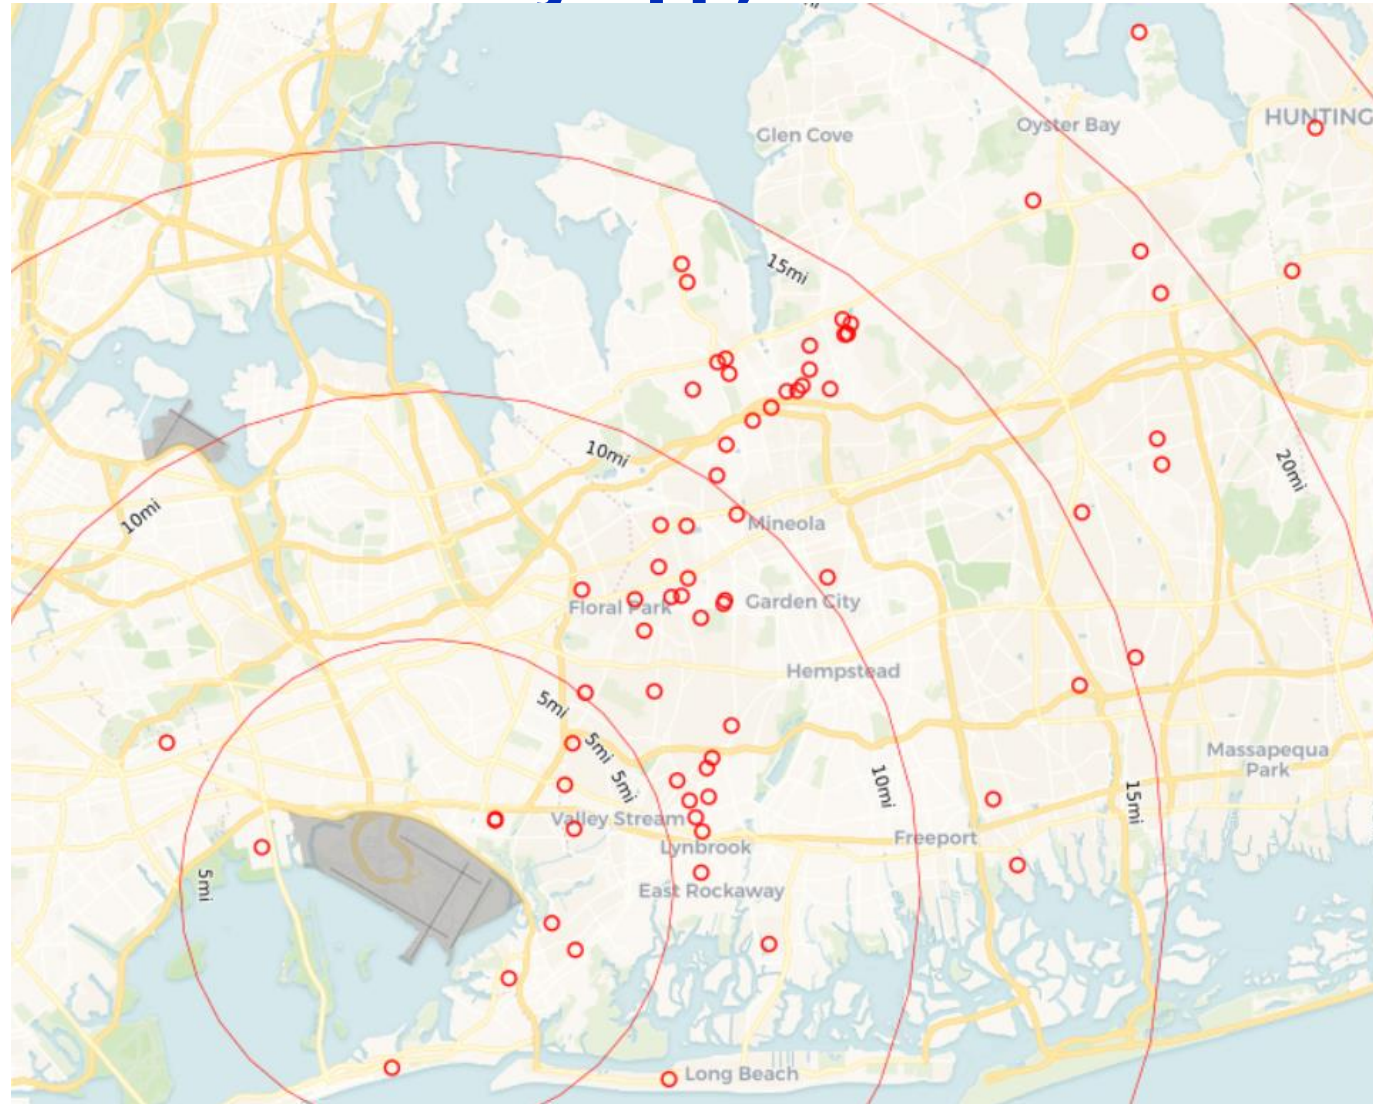 Glen Cove
Oyster Bay
HUNTING
15mi
10mi
20mi
10mi
Mineola
Floral Park
Garden City
Hempstead
5mi
5mi
5mi
Massapequa
Park
10mi
15mi
Valley Stream
Freeport
Lynbrook
5mi
East Rockaway
Long Beach